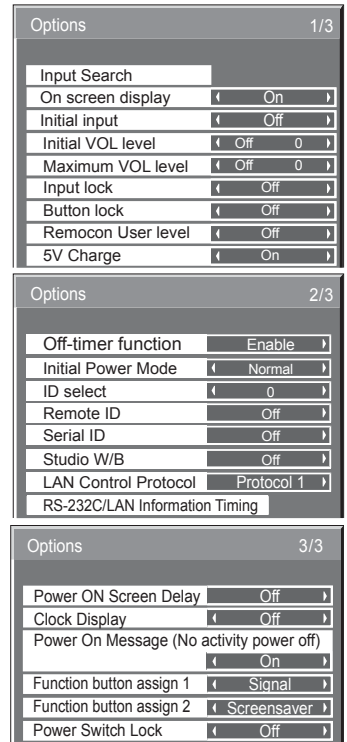 Options 1/3
Input Search
On screen display On
Initial input Off
Initial VOL level Off 0
Maximum VOL level Off 0
Input lock Off
Button lock Off
Remocon User level Off
5V Charge On
Options 2/3
Off-timer function Enable
Initial Power Mode Normal
ID select 0
Remote ID Off
Serial ID Off
Studio W/B Off
LAN Control Protocol Protocol 1
RS-232C/LAN Information Timing
Options 3/3
Power ON Screen Delay Off
Clock Display Off
Power On Message (No activity power off)
On
Function button assign 1 Signal
Function button assign 2 Screensaver
Power Switch Lock Off